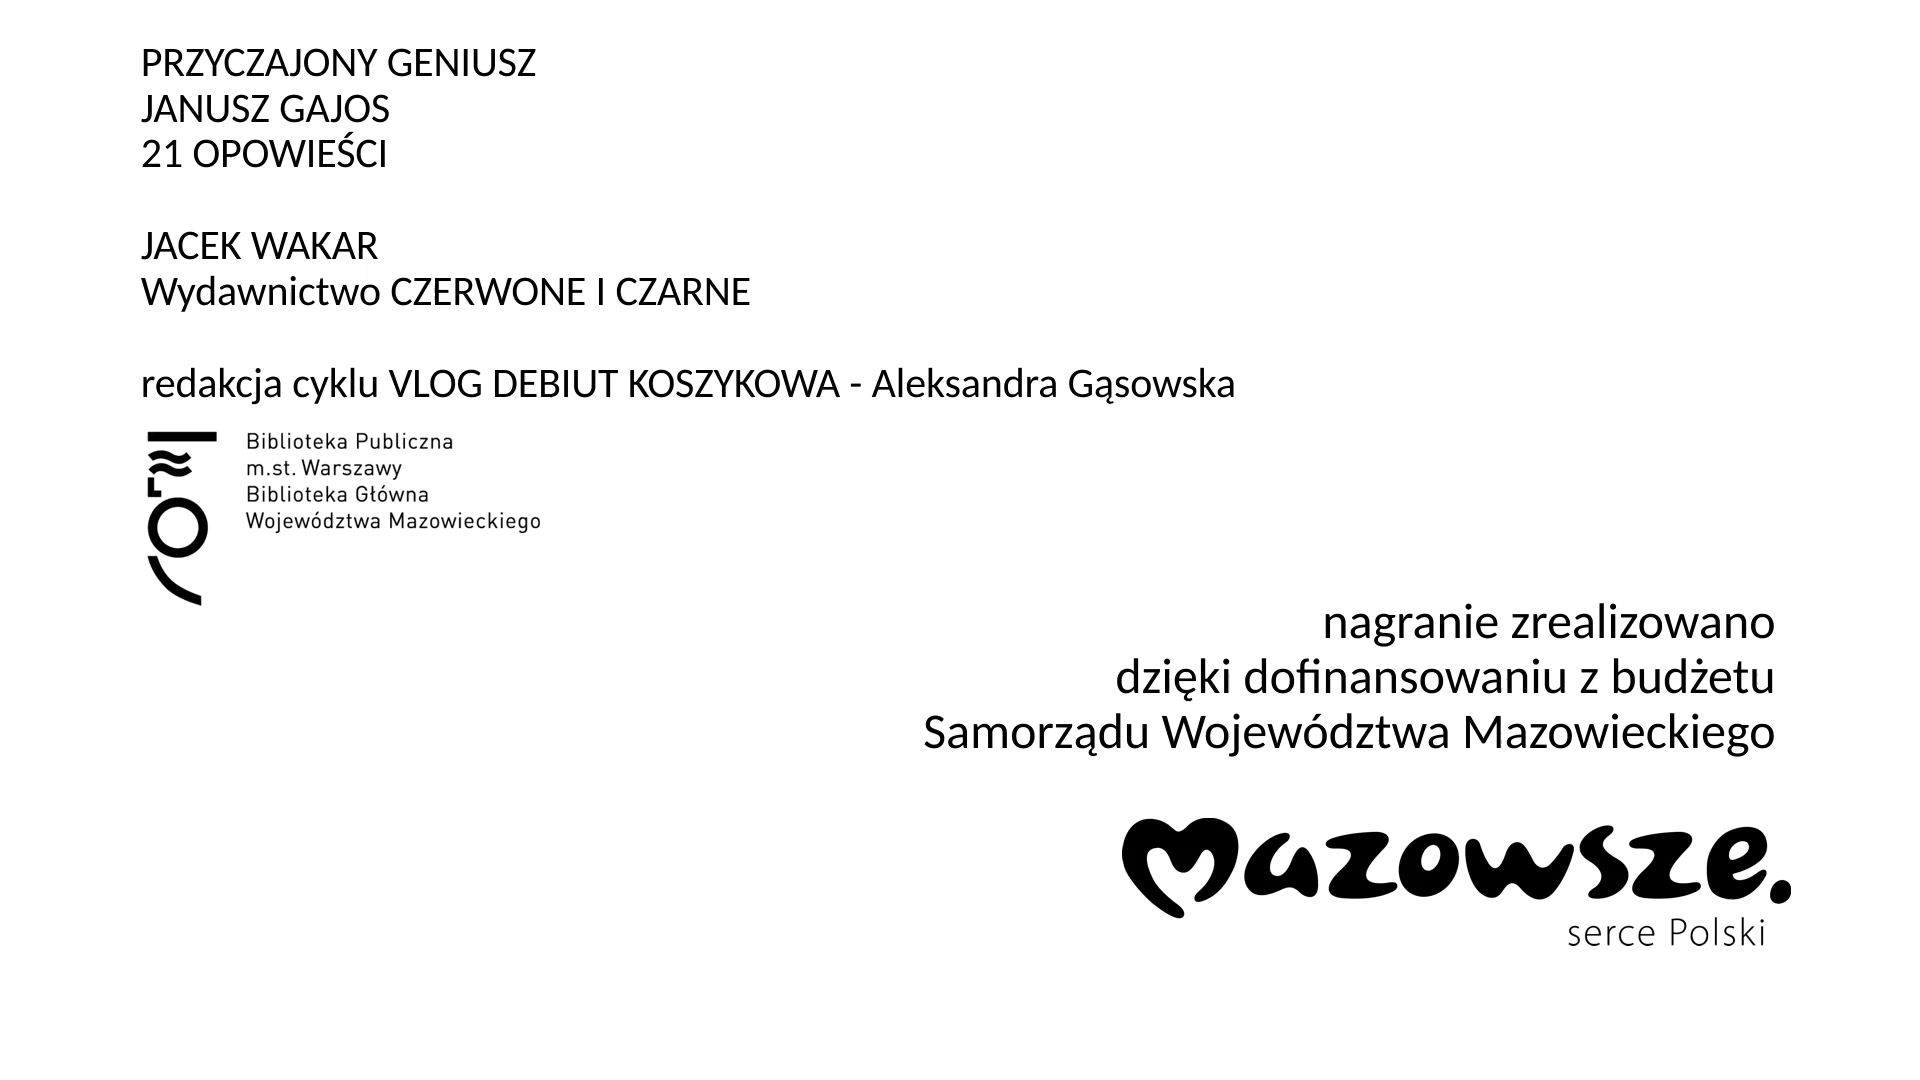 PRZYCZAJONY GENIUSZ
JANUSZ GAJOS
21 OPOWIEŚCI
JACEK WAKAR
Wydawnictwo CZERWONE I CZARNE
redakcja cyklu VLOG DEBIUT KOSZYKOWA - Aleksandra Gąsowska
Biblioteka Publiczna
m.st. Warszawy
Biblioteka Główna
Województwa Mazowieckiego
nagranie zrealizowano
dzięki dofinansowaniu z budżetu
Samorządu Województwa Mazowieckiego
Mazowsze.
serce Polski